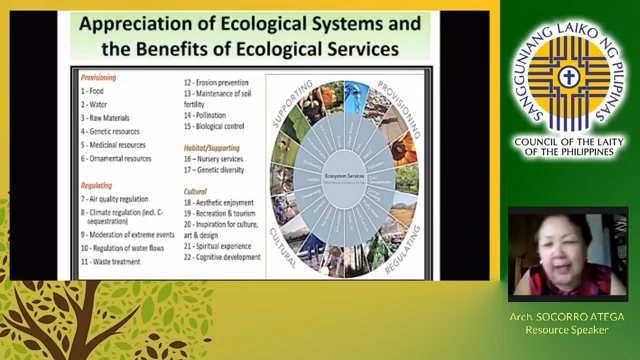 Appreciation of Ecological Systems and
the Benefits of Ecological Services
Provisioning
1 - Food
2 - Water
3 - Raw Materials
4 - Genetic resources
5 - Medicinal resources
6 - Ornamental resources
Regulating
7 - Air quality regulation
8 - Climate regulation (incl. C-
sequestration)
9 - Moderation of extreme events
10 - Regulation of water flows
11 – Waste treatment
12 - Erosion prevention
13 - Maintenance of soil
fertility
14 - Pollination
15 - Biological control
Habitat/Supporting
16 – Nursery services
17 – Genetic diversity
Cultural
18 - Aesthetic enjoyment
19 - Recreation & tourism
20 - Inspiration for culture,
art & design
21 - Spiritual experience
22 - Cognitive development
SUPPORTING
PROVISIONING
Ecosystem Services
CULTURAL
REGULATING
SANGGUNIANG LAIKO NG PILIPINAS
COUNCIL OF THE LAITY
OF THE PHILIPPINES
Arch. SOCORRO ATEGA
Resource Speaker